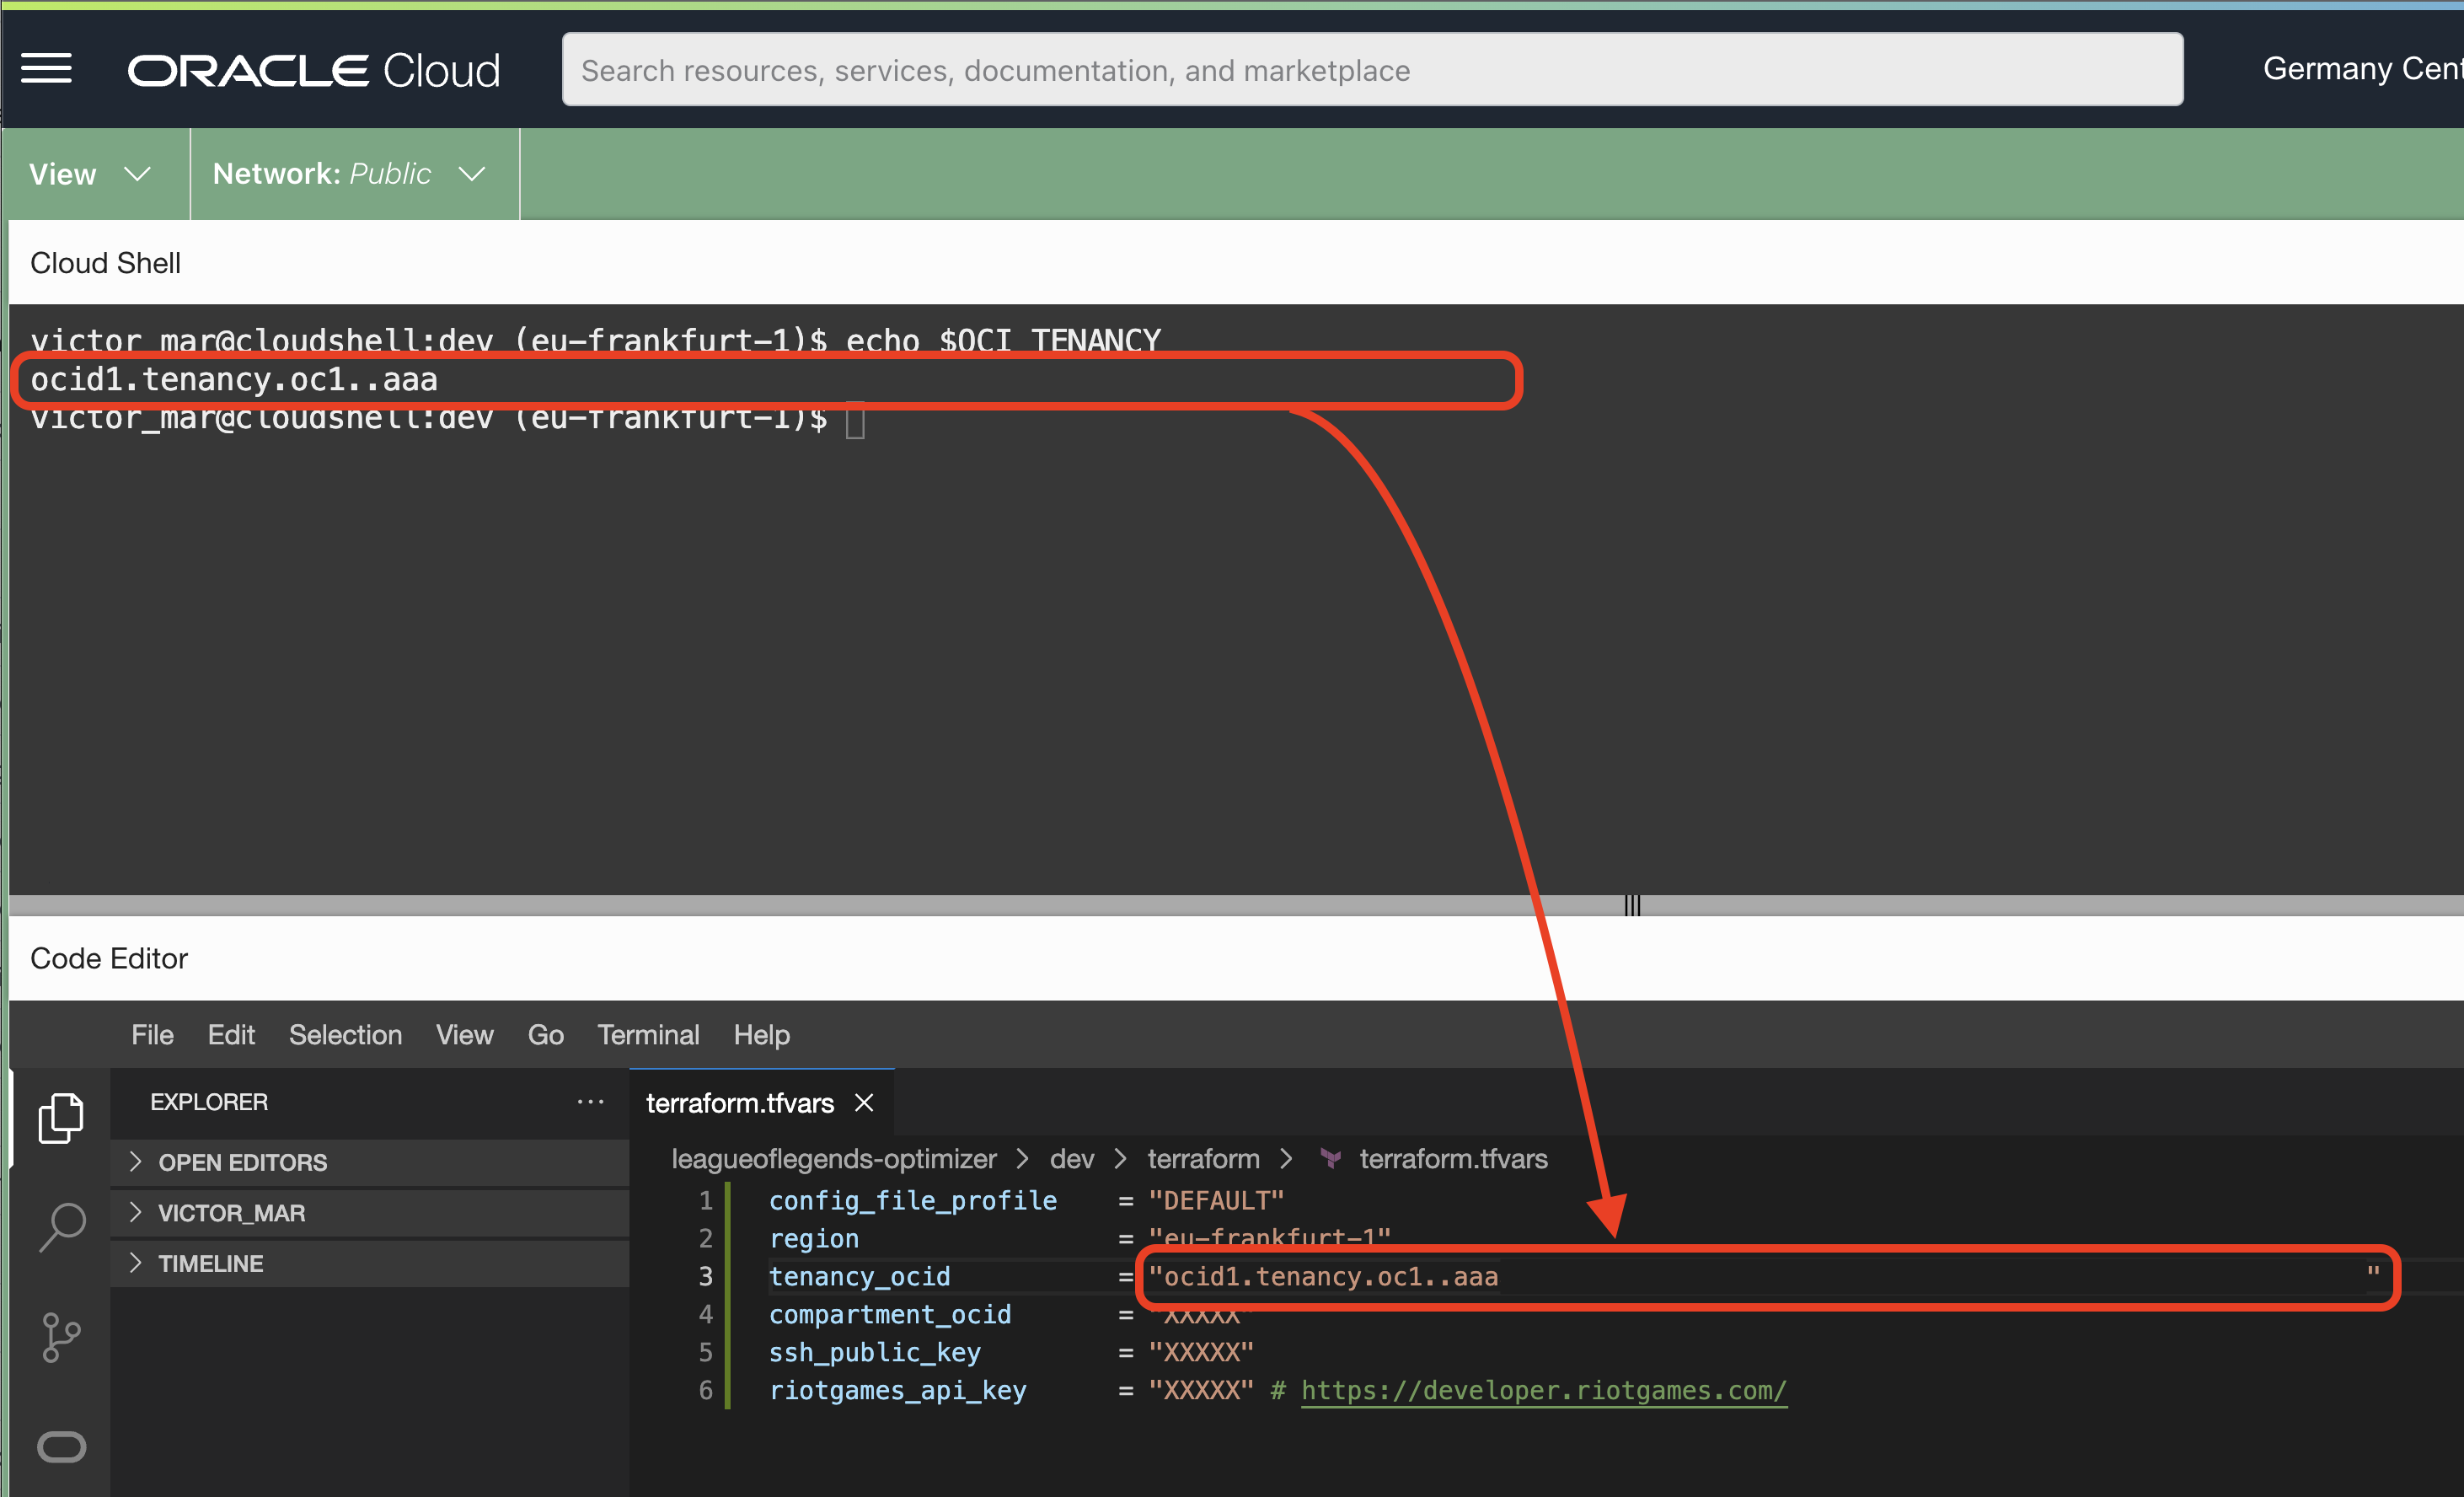 ORACLE Cloud
Search resources, services, documentation, and marketplace
Germany Cent
View
Network: Public
Cloud Shell
victor_mar@cloudshell:dev (eu-frankfurt-1)$ echo $OCI_TENANCY
ocid1.tenancy.oc1..aaa
victor_mar@cloudshell:dev (eu-frankfurt-1)$
Code Editor
File Edit Selection View Go Terminal Help
EXPLORER ···
OPEN EDITORS
VICTOR_MAR
TIMELINE
terraform.tfvars
leagueoflegends-optimizer > dev > terraform > terraform.tfvars
1 config_file_profile = "DEFAULT"
2 region = "eu-frankfurt-1"
3 tenancy_ocid = "ocid1.tenancy.oc1..aaa "
4 compartment_ocid = "XXXXX"
5 ssh_public_key = "XXXXX"
6 riotgames_api_key = "XXXXX" # https://developer.riotgames.com/